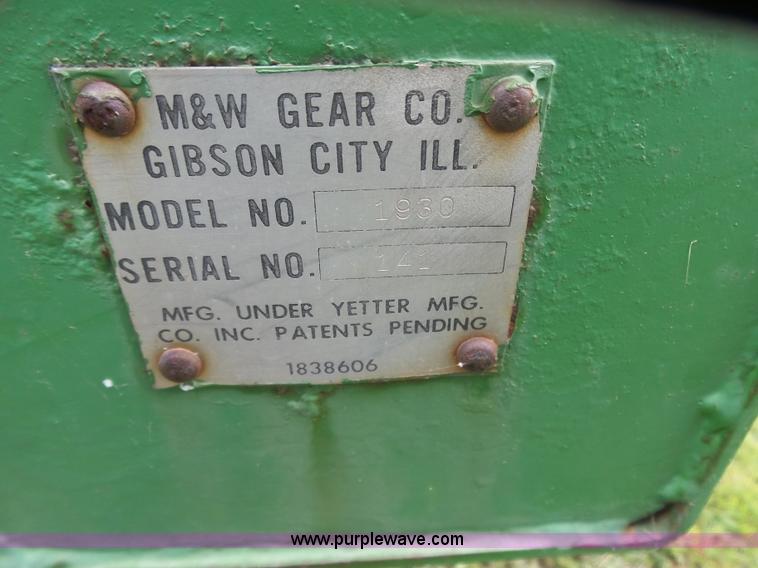 M&W GEAR CO.
GIBSON CITY ILL.
MODEL NO. 1930
SERIAL NO.
MFG. UNDER YETTER MFG.
CO. INC. PATENTS PENDING
1838606
www.purplewave.com